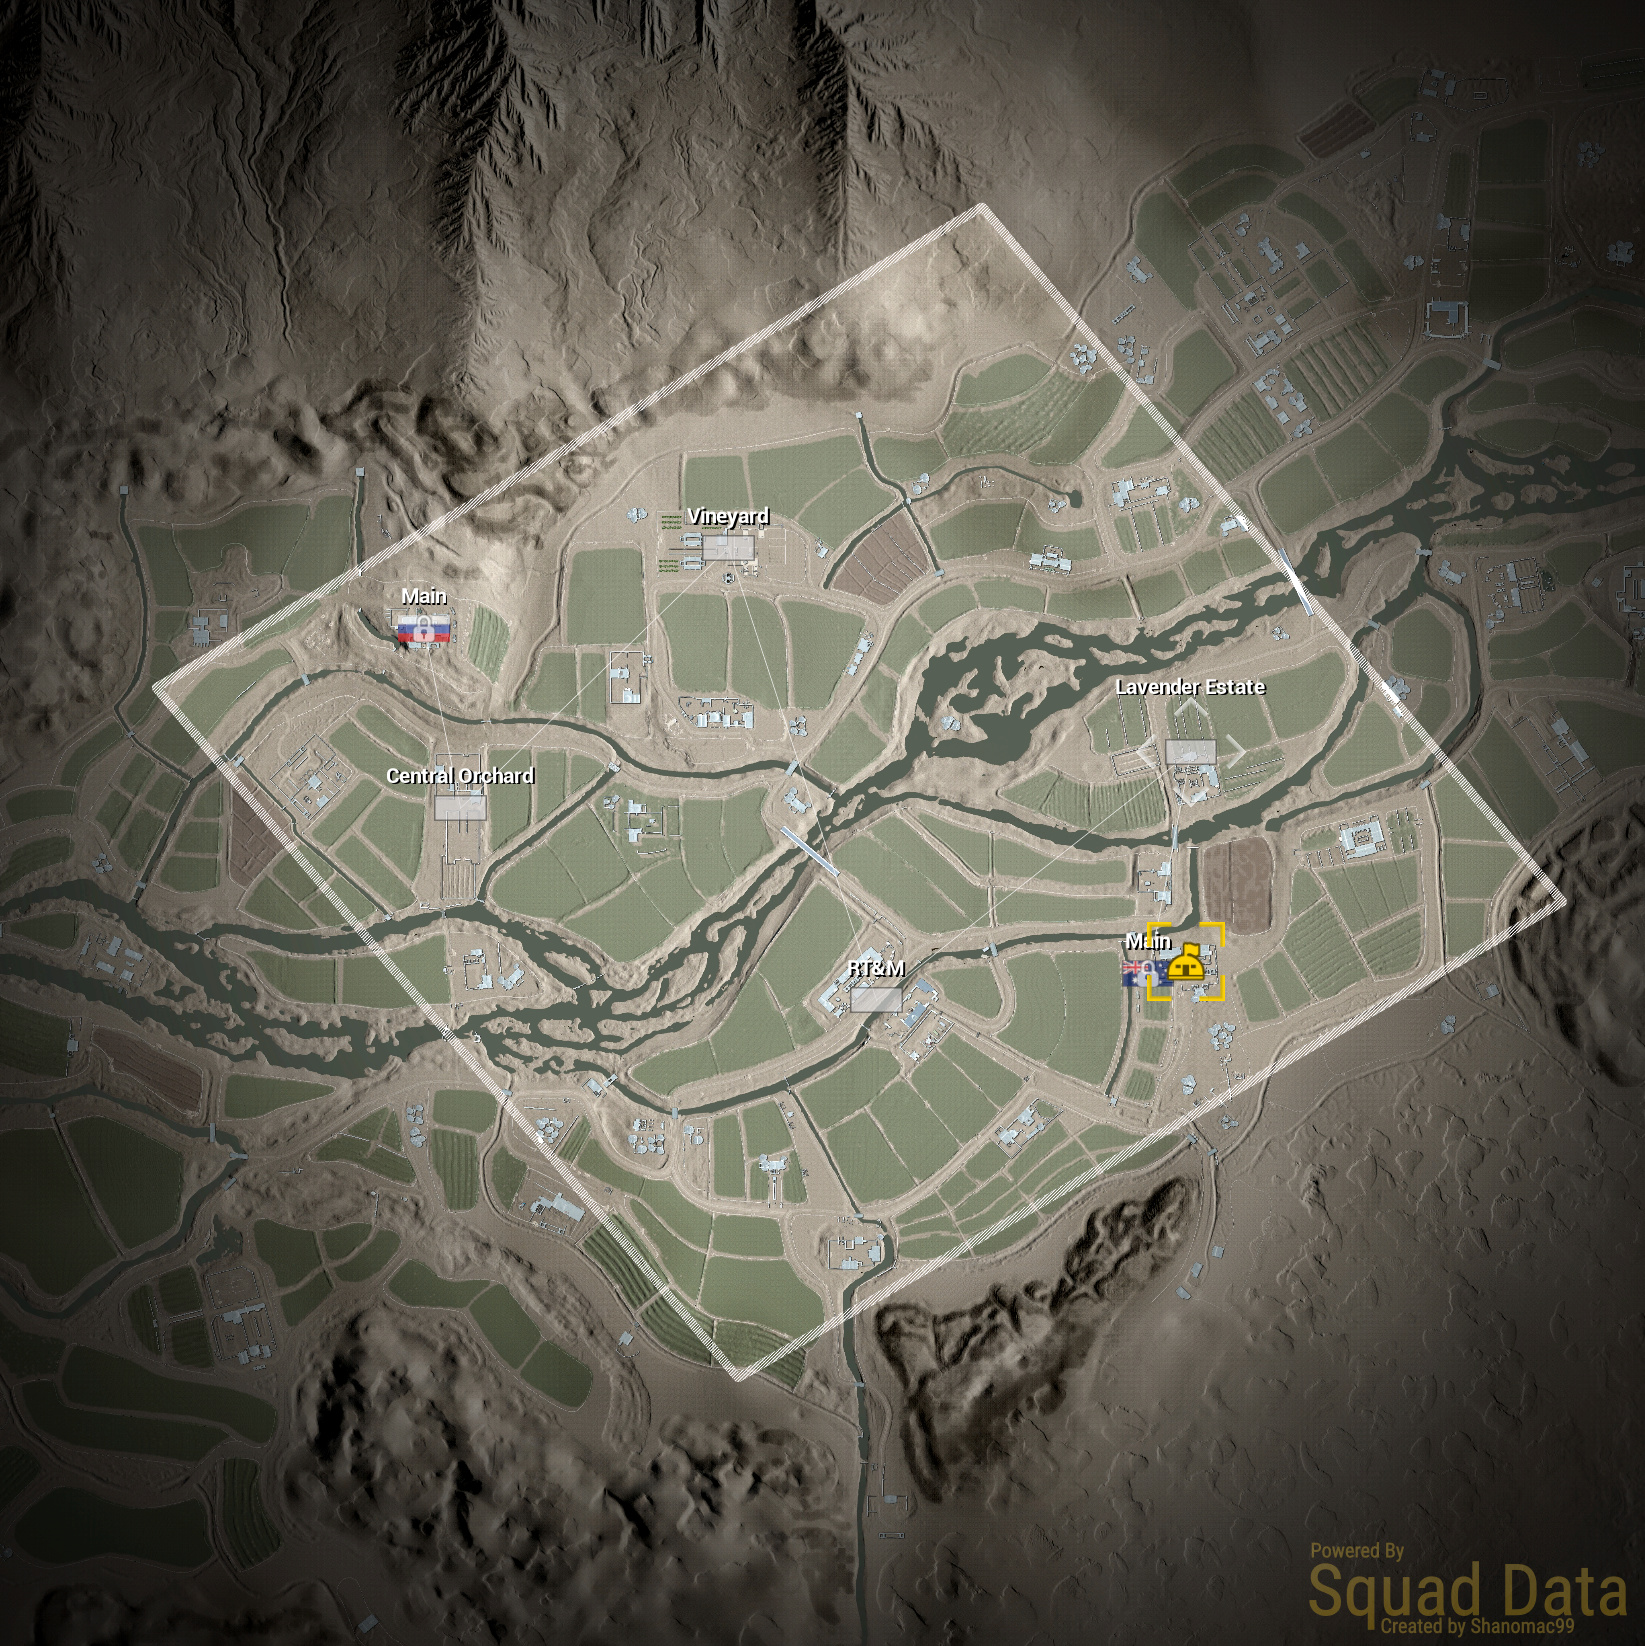 Vineyard
Main
Lavender Estate
Central Orchard
Main
RT&M
Powered By
Squad Data
Created by Shanomac99